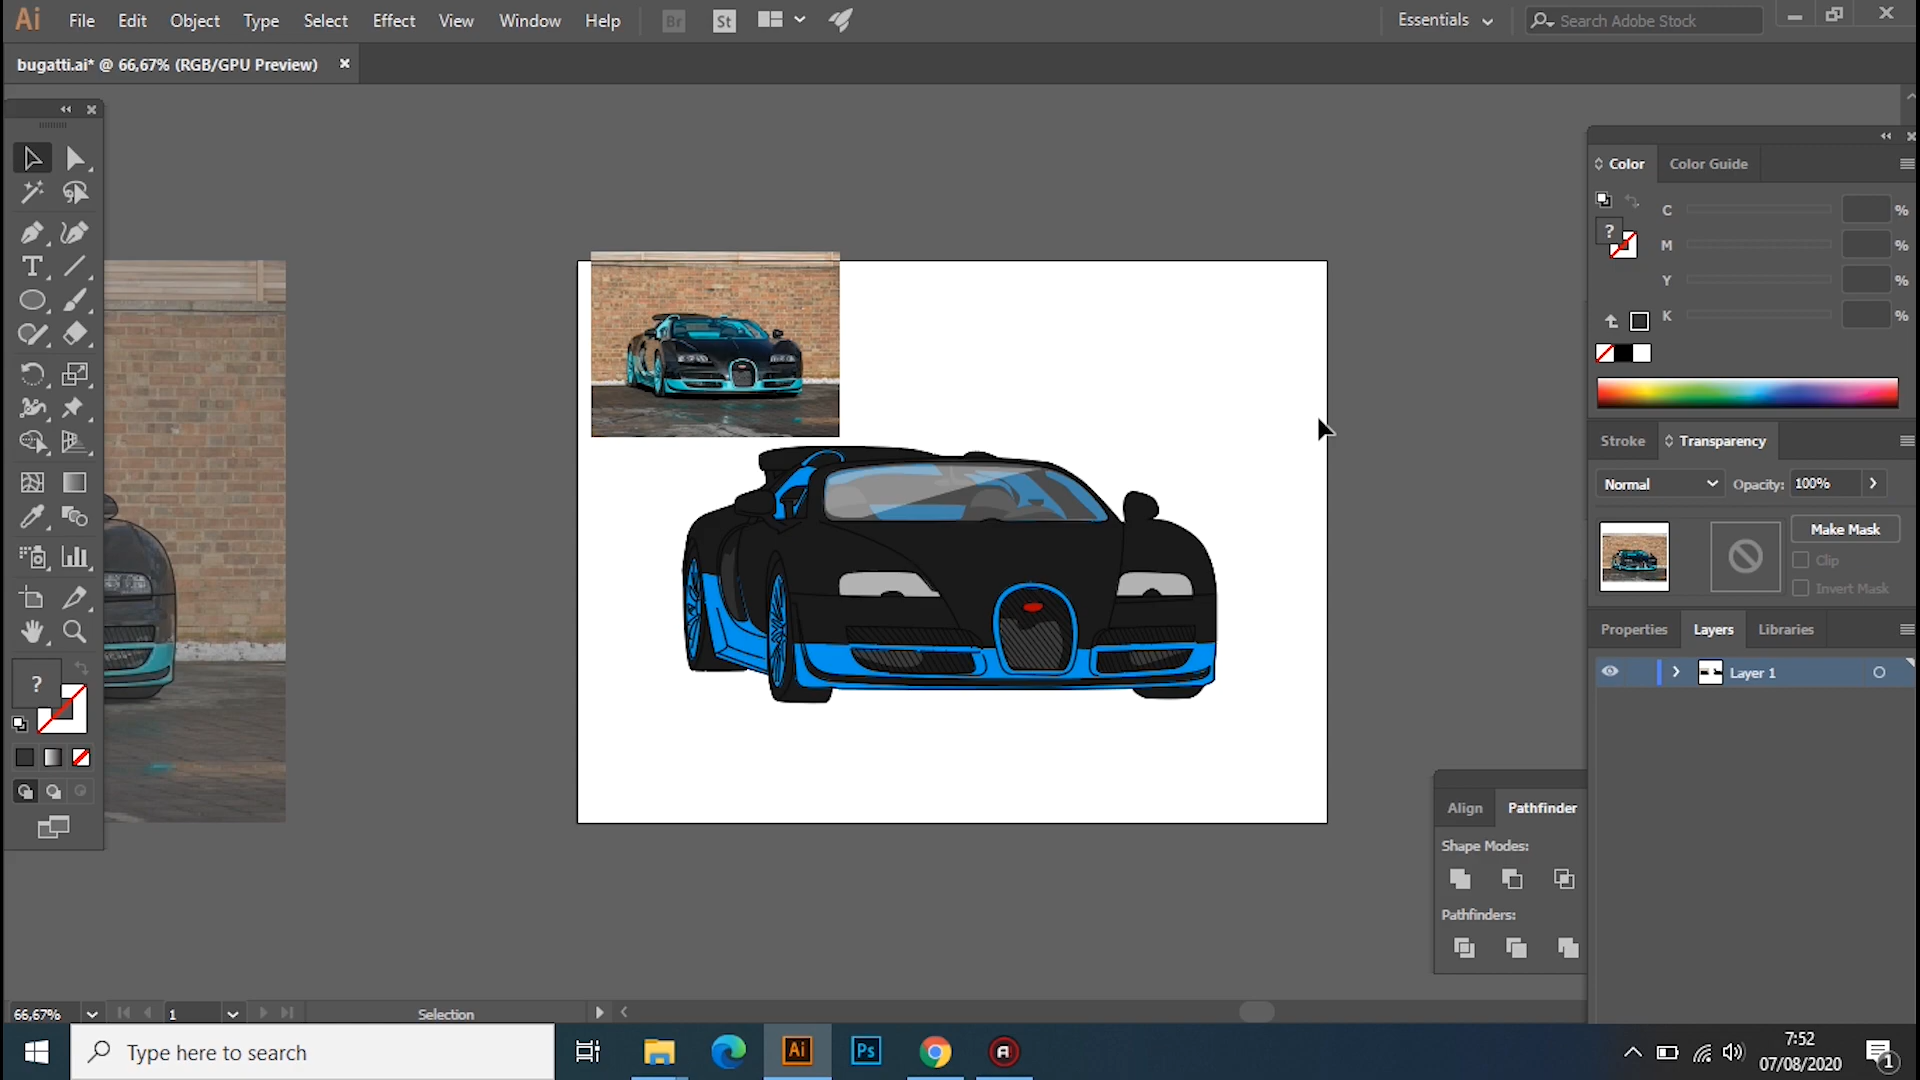 Ai File Edit Object Type Select Effect View Window Help Br St Essentials Search Adobe Stock
bugatti.ai* @ 66,67% (RGB/GPU Preview)
Color Color Guide
C %
M %
?
Y %
K %
Stroke Transparency
Normal Opacity: 100%
Make Mask
Clip
Invert Mask
Properties Layers Libraries
Layer 1
?
Align Pathfinder
Shape Modes:
Pathfinders:
66,67% 1 Selection
Type here to search
Ai Ps
7:52
07/08/2020
1